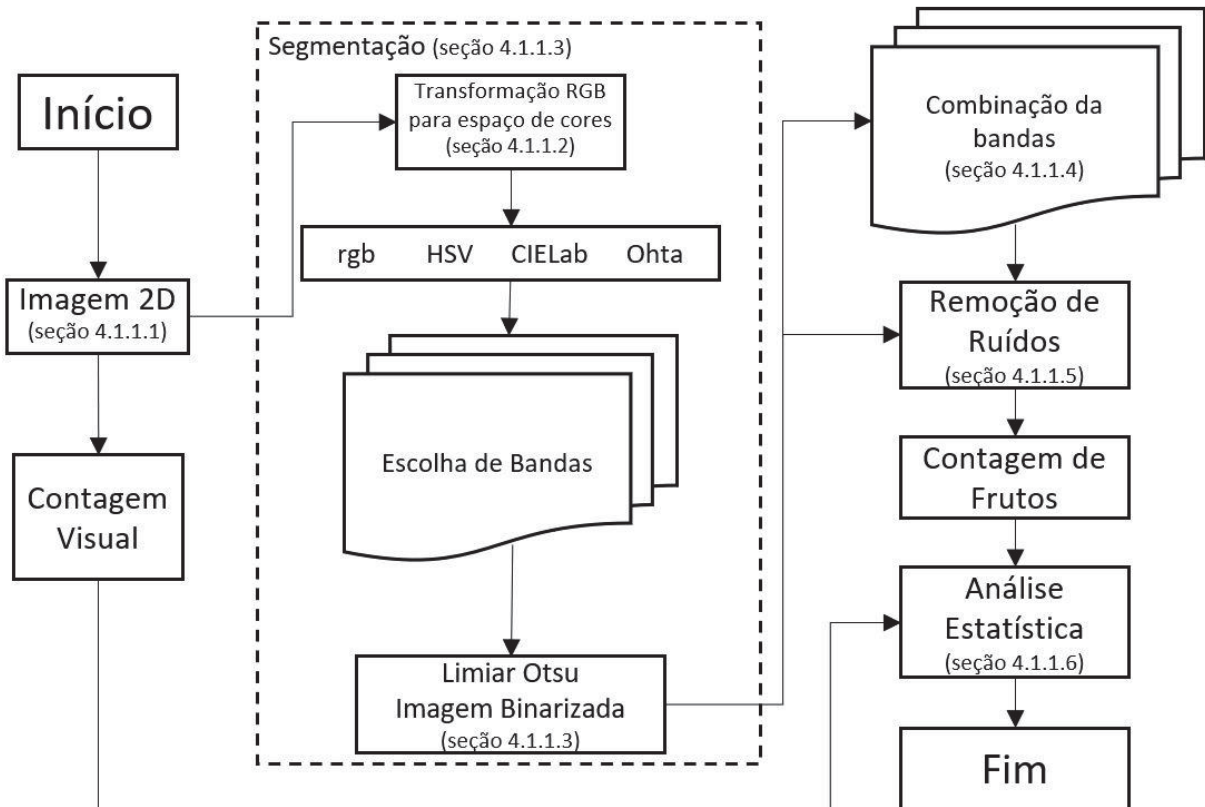 Início
Imagem 2D
(seção 4.1.1.1)
Contagem
Visual
Segmentação (seção 4.1.1.3)
Transformação RGB
para espaço de cores
(seção 4.1.1.2)
rgb HSV CIELab Ohta
Escolha de Bandas
Limiar Otsu
Imagem Binarizada
(seção 4.1.1.3)
Combinação da
bandas
(seção 4.1.1.4)
Remoção de
Ruídos
(seção 4.1.1.5)
Contagem de
Frutos
Análise
Estatística
(seção 4.1.1.6)
Fim